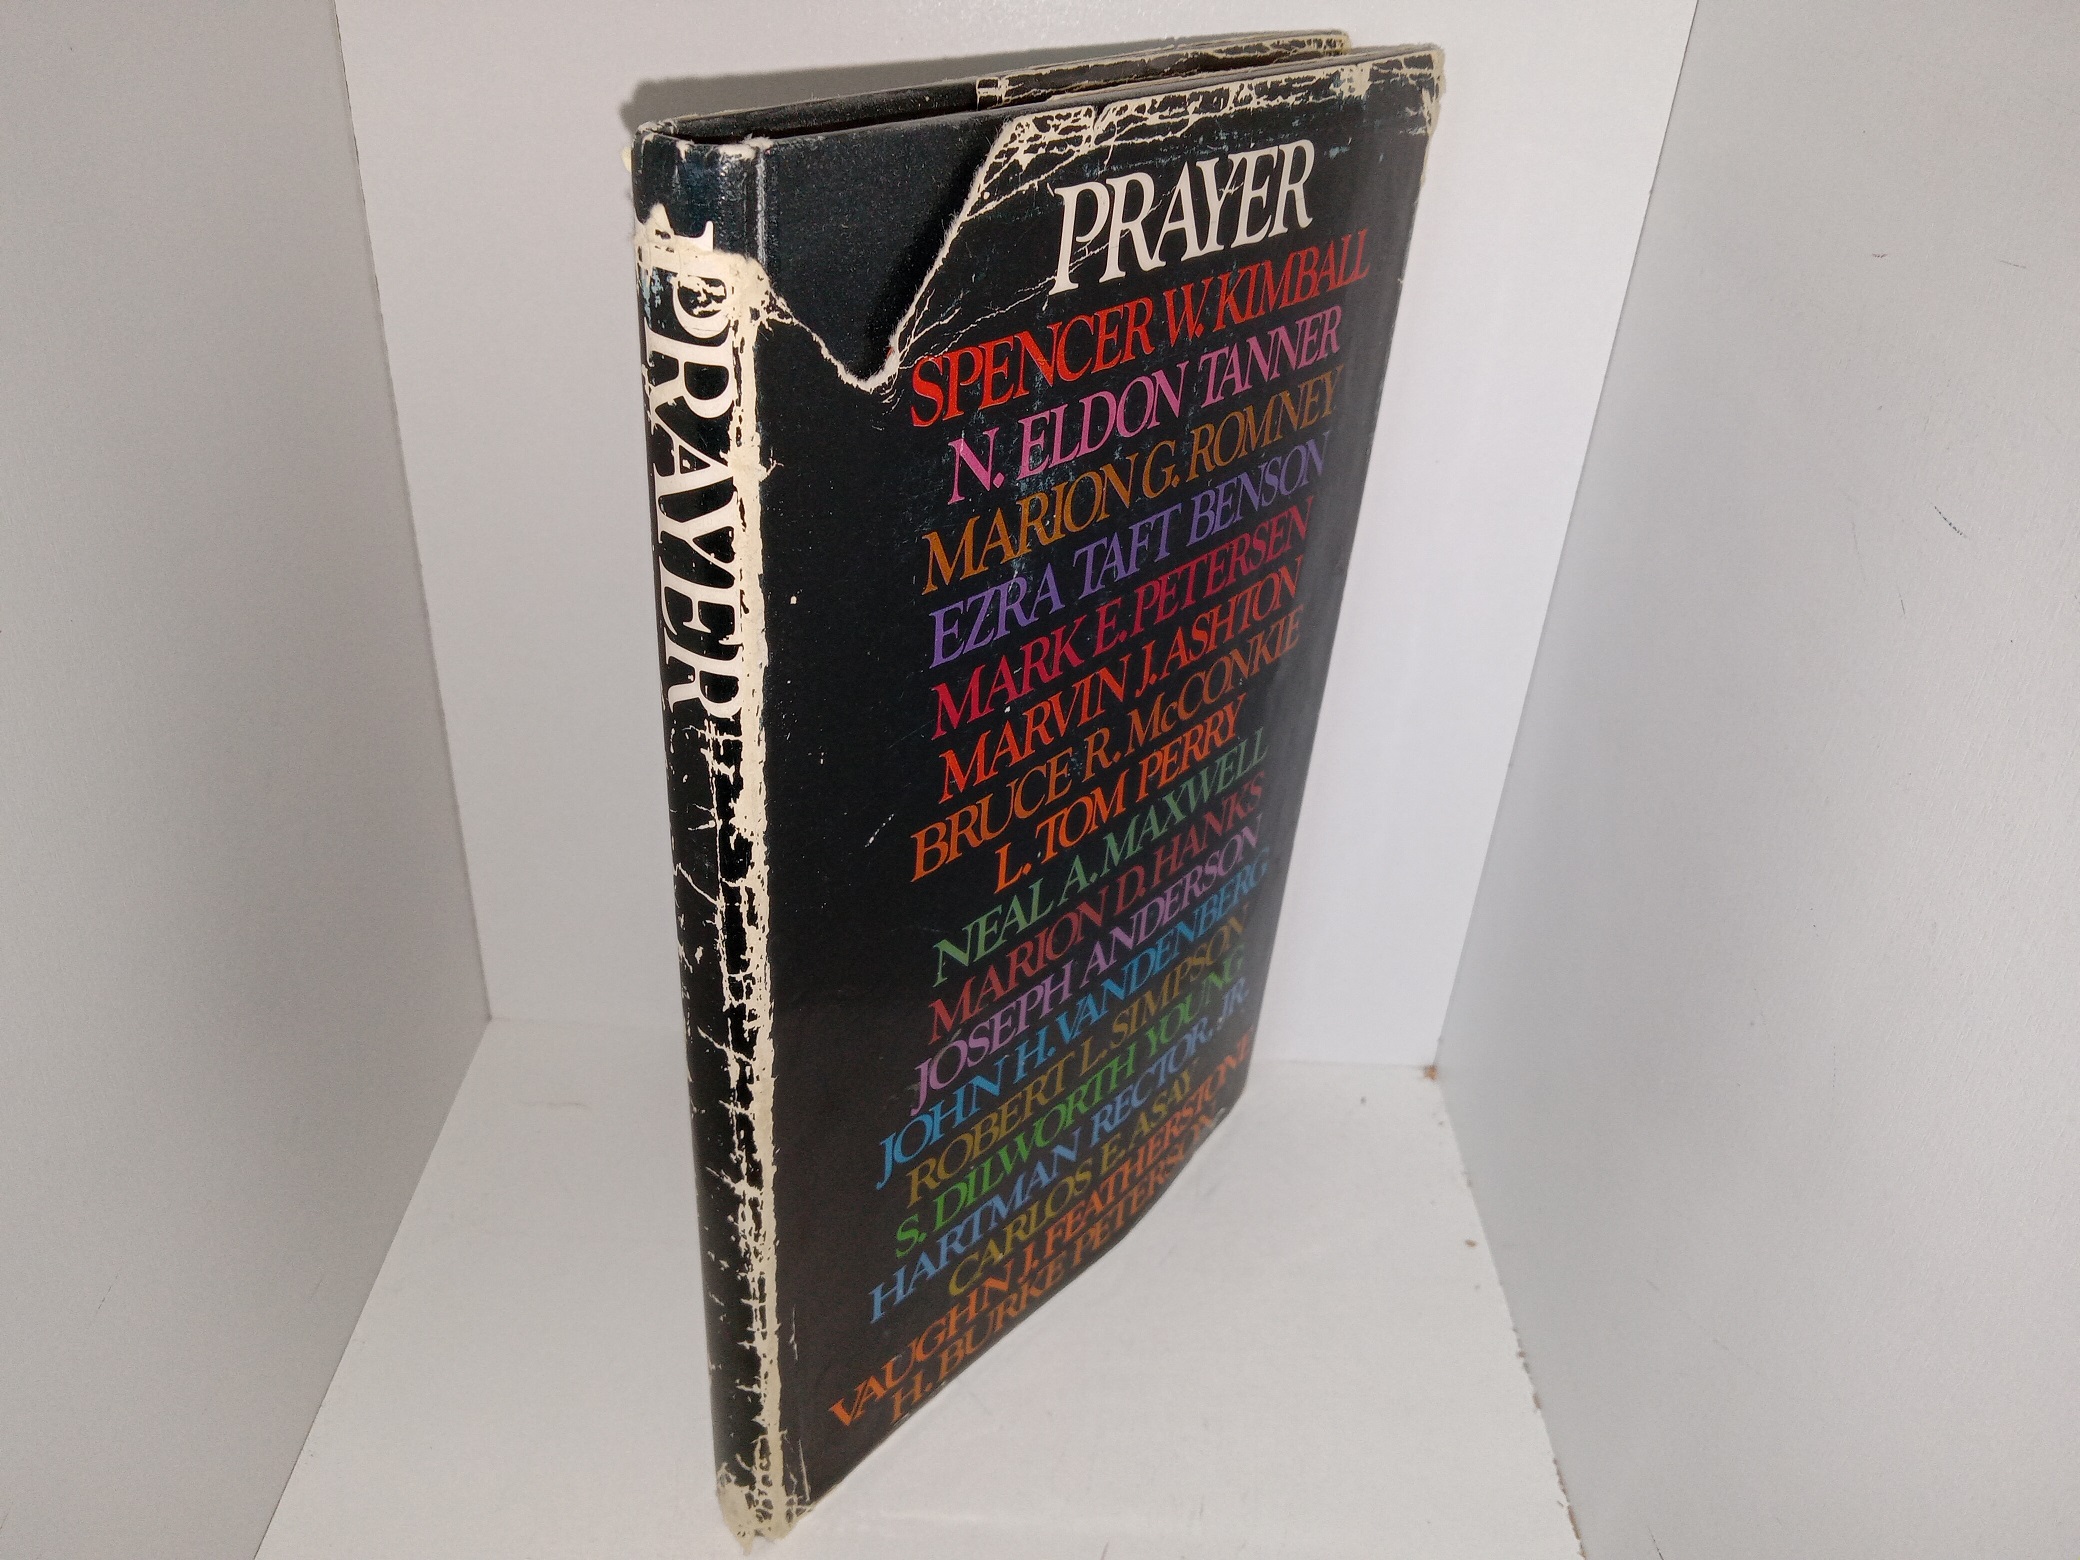 PRAYER
PRAYER
SPENCER W. KIMBALL
N. ELDON TANNER
MARION G. ROMNEY
EZRA TAFT BENSON
MARK E. PETERSEN
MARVIN J. ASHTON
BRUCE R. McCONKIE
L. TOM PERRY
NEAL A. MAXWELL
MARION D. HANKS
JOSEPH ANDERSON
JOHN H. VANDENBERG
ROBERT L. SIMPSON
S. DILWORTH YOUNG
HARTMAN RECTOR, JR.
CARLOS E. ASAY
VAUGHN J. FEATHERSTONE
H. BURKE PETERSON